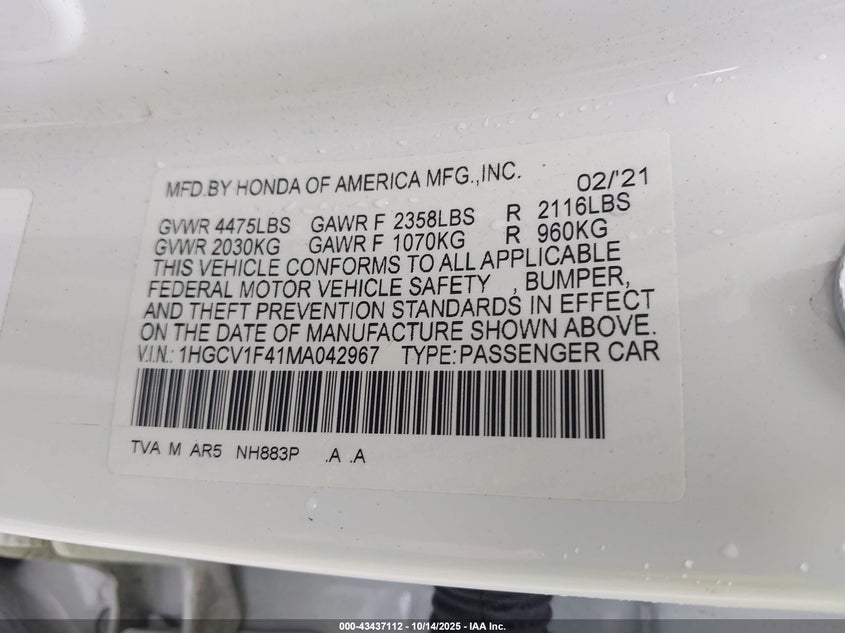 MFD.BY HONDA OF AMERICA MFG.,INC. 02/'21
GVWR 4475LBS GAWR F 2358LBS R 2116LBS
GVWR 2030KG GAWR F 1070KG R 960KG
THIS VEHICLE CONFORMS TO ALL APPLICABLE
FEDERAL MOTOR VEHICLE SAFETY , BUMPER,
AND THEFT PREVENTION STANDARDS IN EFFECT
ON THE DATE OF MANUFACTURE SHOWN ABOVE.
V.I.N.: 1HGCV1F41MA042967 TYPE:PASSENGER CAR
TVA M AR5 NH883P .A .A
000-43437112 - 10/14/2025 - IAA Inc.